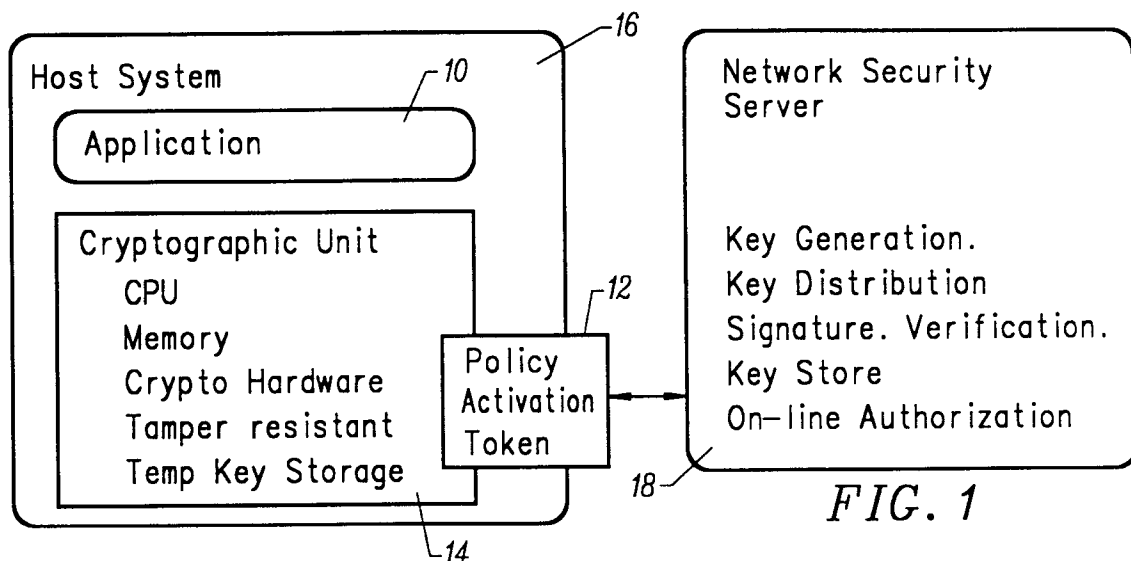 16
Host System
10
Application
Cryptographic Unit
CPU
Memory
Crypto Hardware
Tamper resistant
Temp Key Storage
14
12
Policy
Activation
Token
Network Security
Server
Key Generation.
Key Distribution
Signature. Verification.
Key Store
On-line Authorization
18
FIG. 1